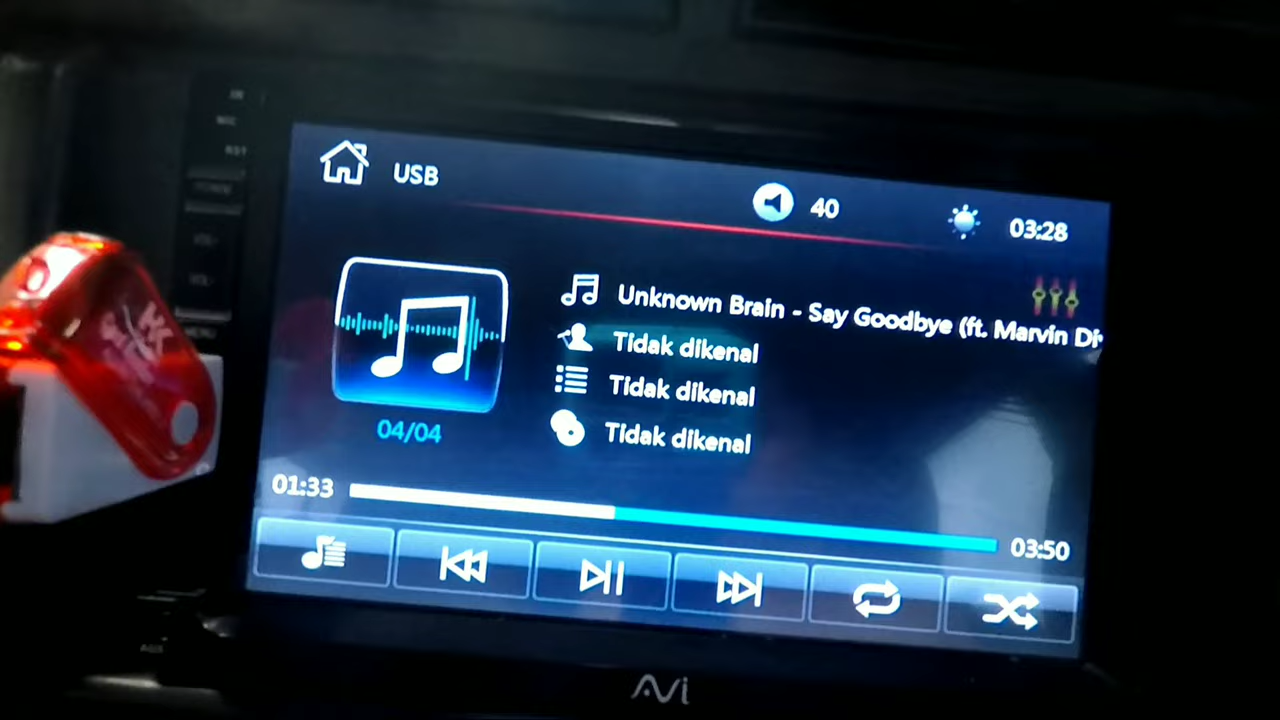 USB
40
03:28
Unknown Brain - Say Goodbye (ft. Marvin Di
Tidak dikenal
Tidak dikenal
Tidak dikenal
04/04
01:33
03:50
AVi